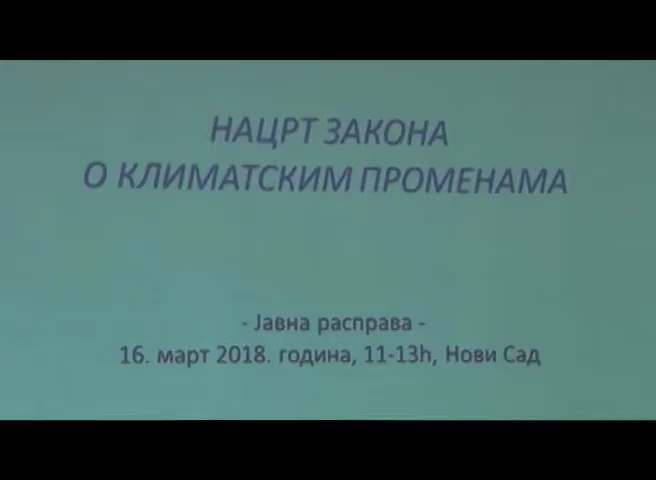 НАЦРТ ЗАКОНА
О КЛИМАТСКИМ ПРОМЕНАМА
- Јавна расправа -
16. март 2018. година, 11-13h, Нови Сад